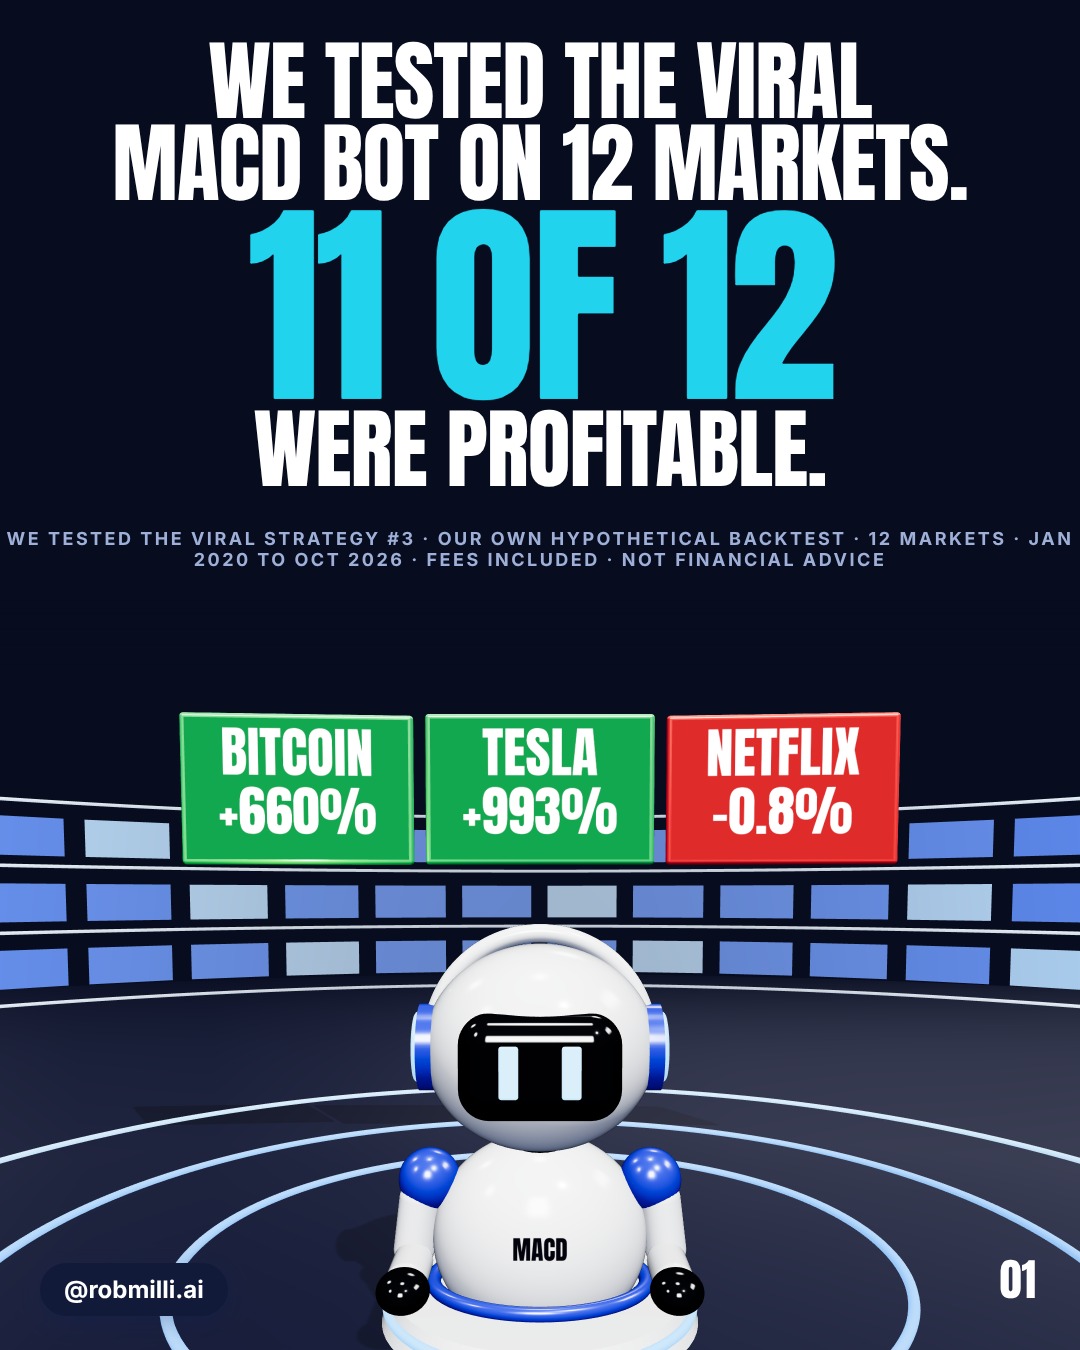 WE TESTED THE VIRAL
MACD BOT ON 12 MARKETS.
11 OF 12
WERE PROFITABLE.
WE TESTED THE VIRAL STRATEGY #3 · OUR OWN HYPOTHETICAL BACKTEST · 12 MARKETS · JAN
2020 TO OCT 2026 · FEES INCLUDED · NOT FINANCIAL ADVICE
BITCOIN
+660%
TESLA
+993%
NETFLIX
-0.8%
MACD
@robmilli.ai
01